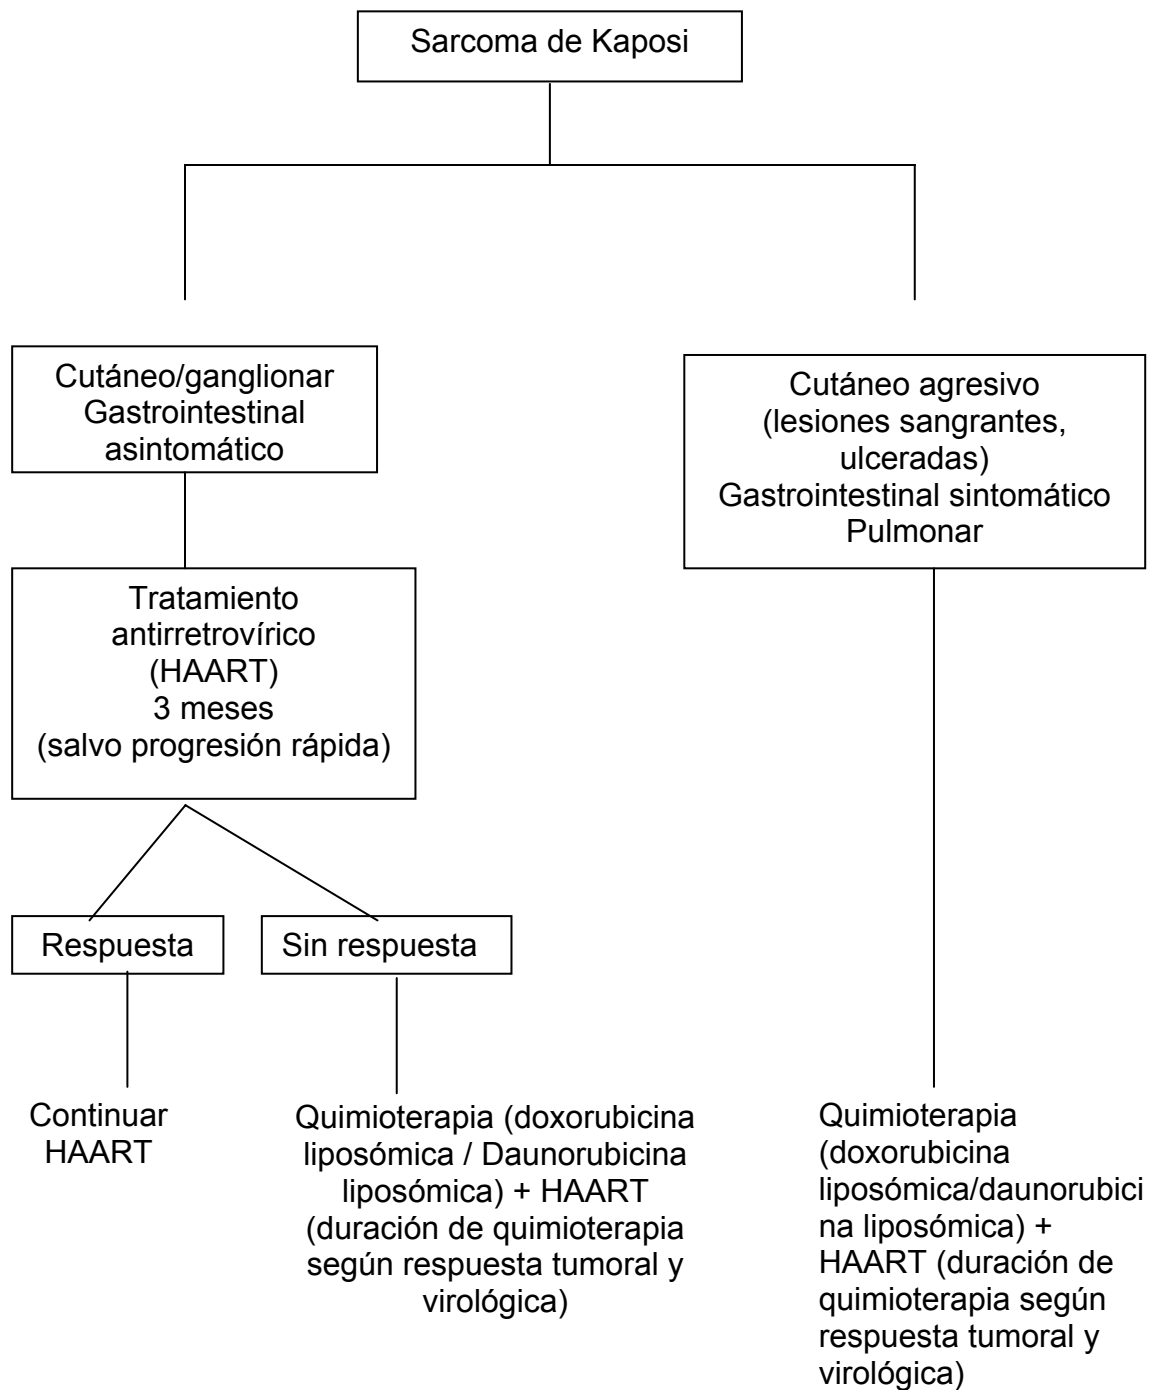 Sarcoma de Kaposi
Cutáneo/ganglionar
Gastrointestinal
asintomático
Cutáneo agresivo
(lesiones sangrantes,
ulceradas)
Gastrointestinal sintomático
Pulmonar
Tratamiento
antirretrovírico
(HAART)
3 meses
(salvo progresión rápida)
Respuesta
Sin respuesta
Continuar
HAART
Quimioterapia (doxorubicina
liposómica / Daunorubicina
liposómica) + HAART
(duración de quimioterapia
según respuesta tumoral y
virológica)
Quimioterapia
(doxorubicina
liposómica/daunorubici
na liposómica) +
HAART (duración de
quimioterapia según
respuesta tumoral y
virológica)